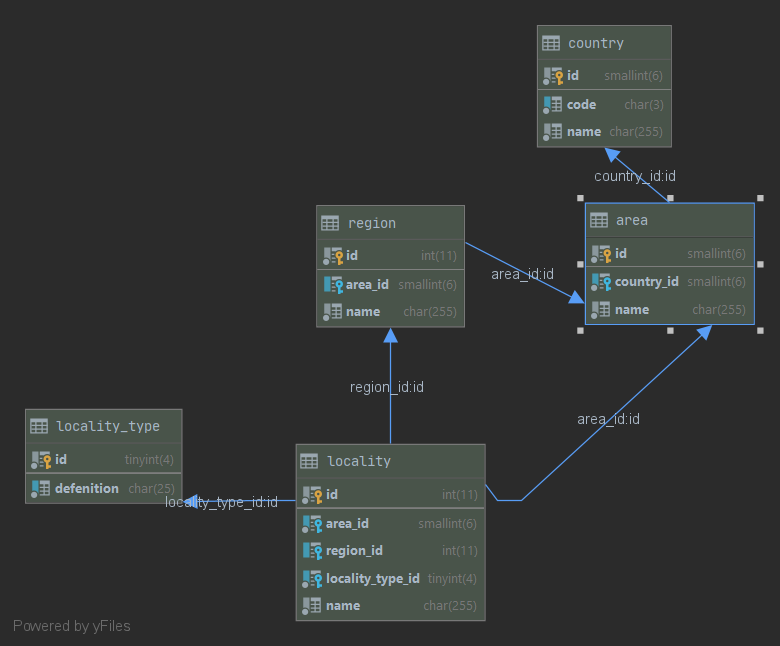 country
id smallint(6)
code char(3)
name char(255)
country_id:id
area
id smallint(6)
country_id smallint(6)
name char(255)
region
id int(11)
area_id smallint(6)
name char(255)
area_id:id
region_id:id
area_id:id
locality_type
id tinyint(4)
defenition char(25)
locality_type_id:id
locality
id int(11)
area_id smallint(6)
region_id int(11)
locality_type_id tinyint(4)
name char(255)
Powered by yFiles